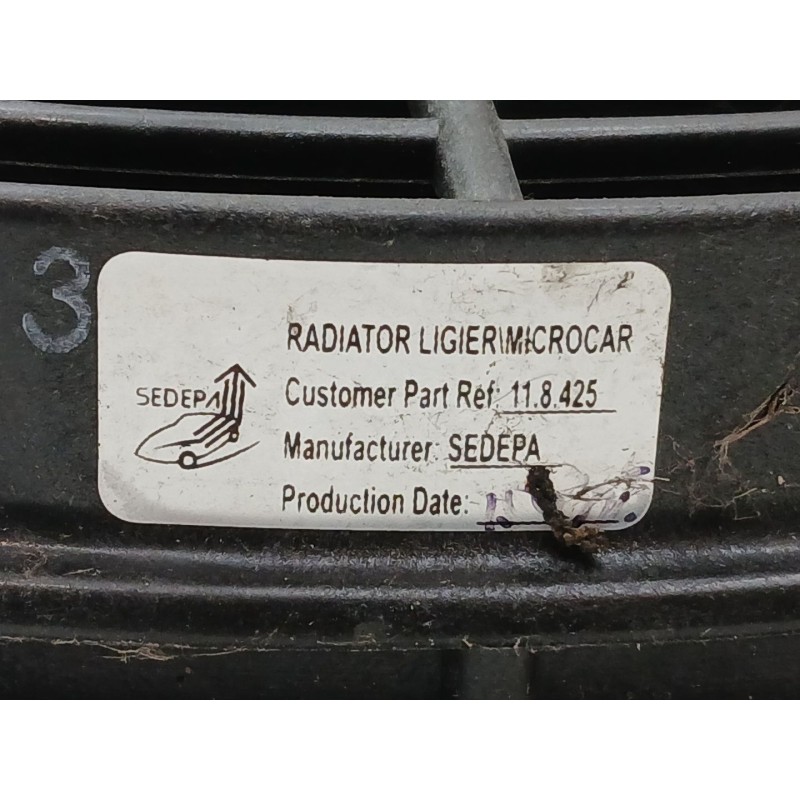 3
RADIATOR LIGIER\MICROCAR
SEDEPA
Customer Part Ref: 11.8.425
Manufacturer: SEDEPA
Production Date: